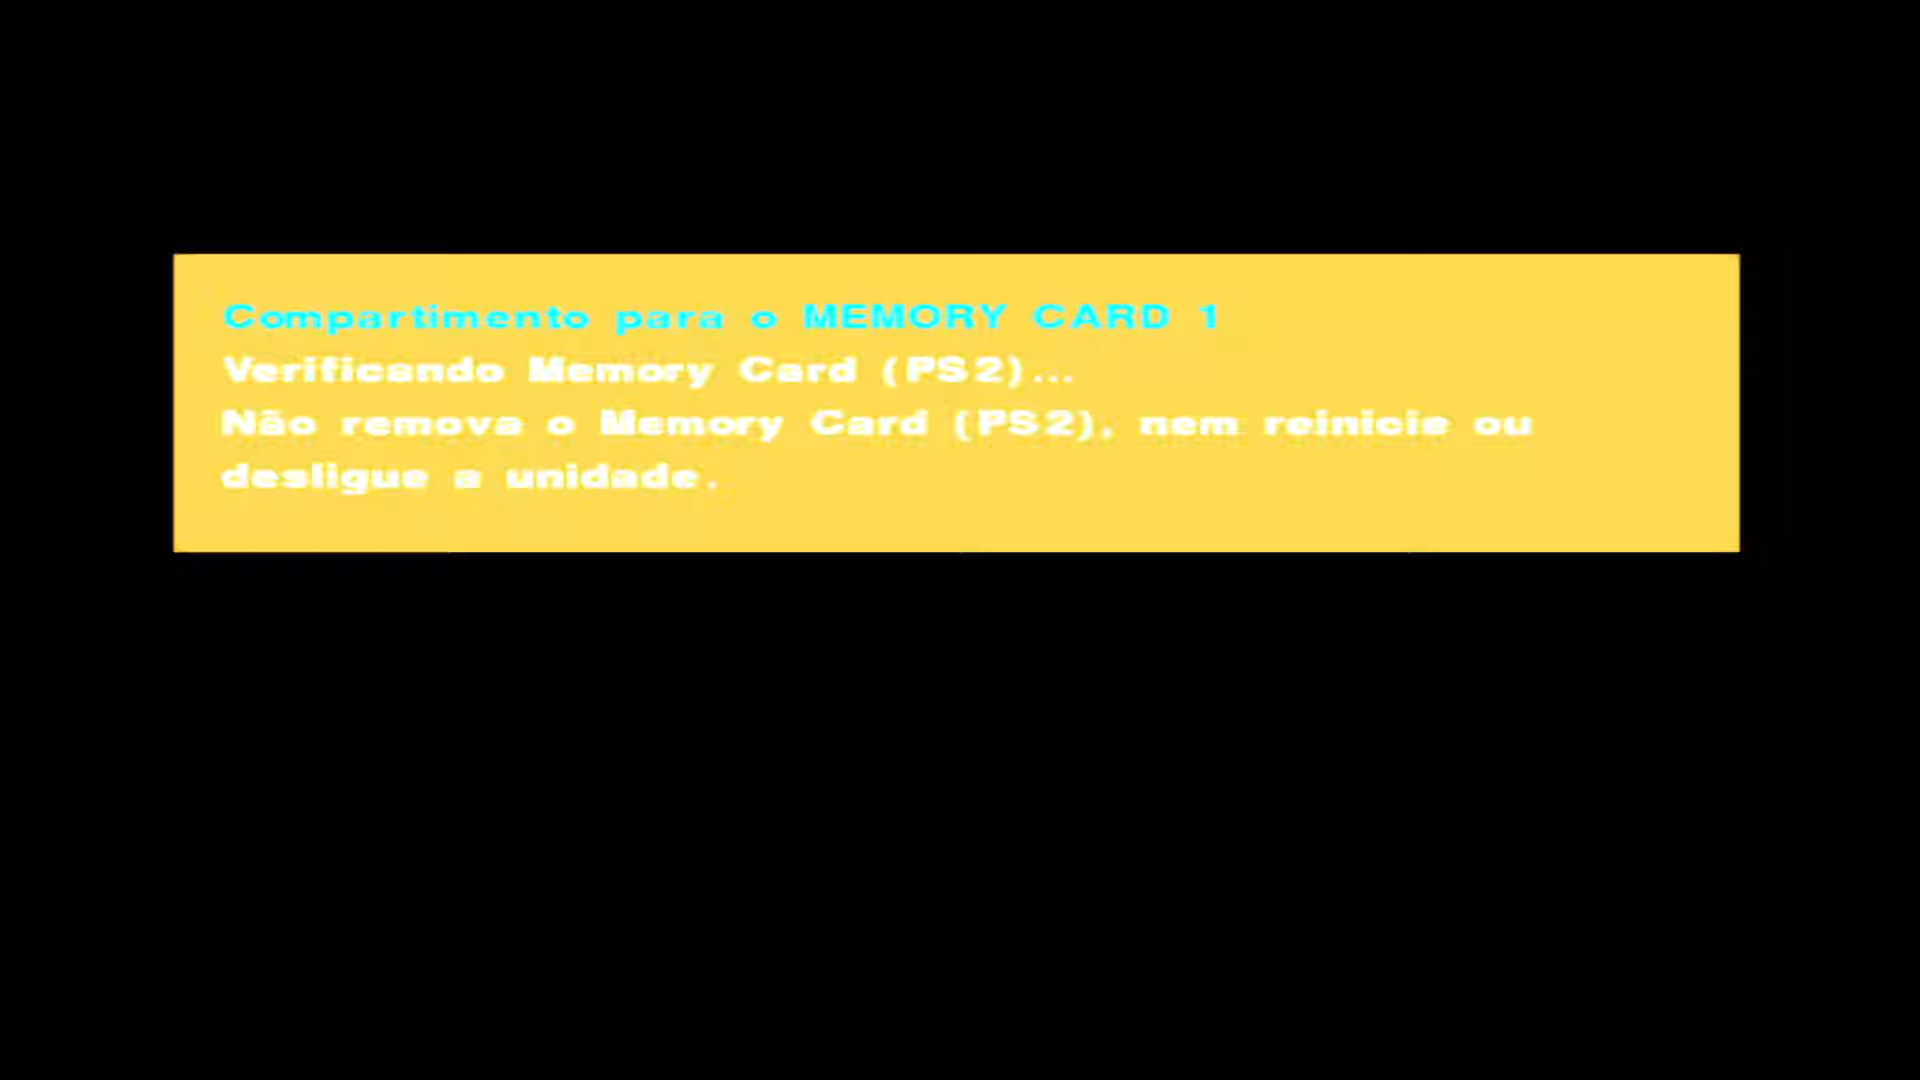 Compartimento para o MEMORY CARD 1
Verificando Memory Card (PS2)...
Não remova o Memory Card (PS2), nem reinicie ou
desligue a unidade.